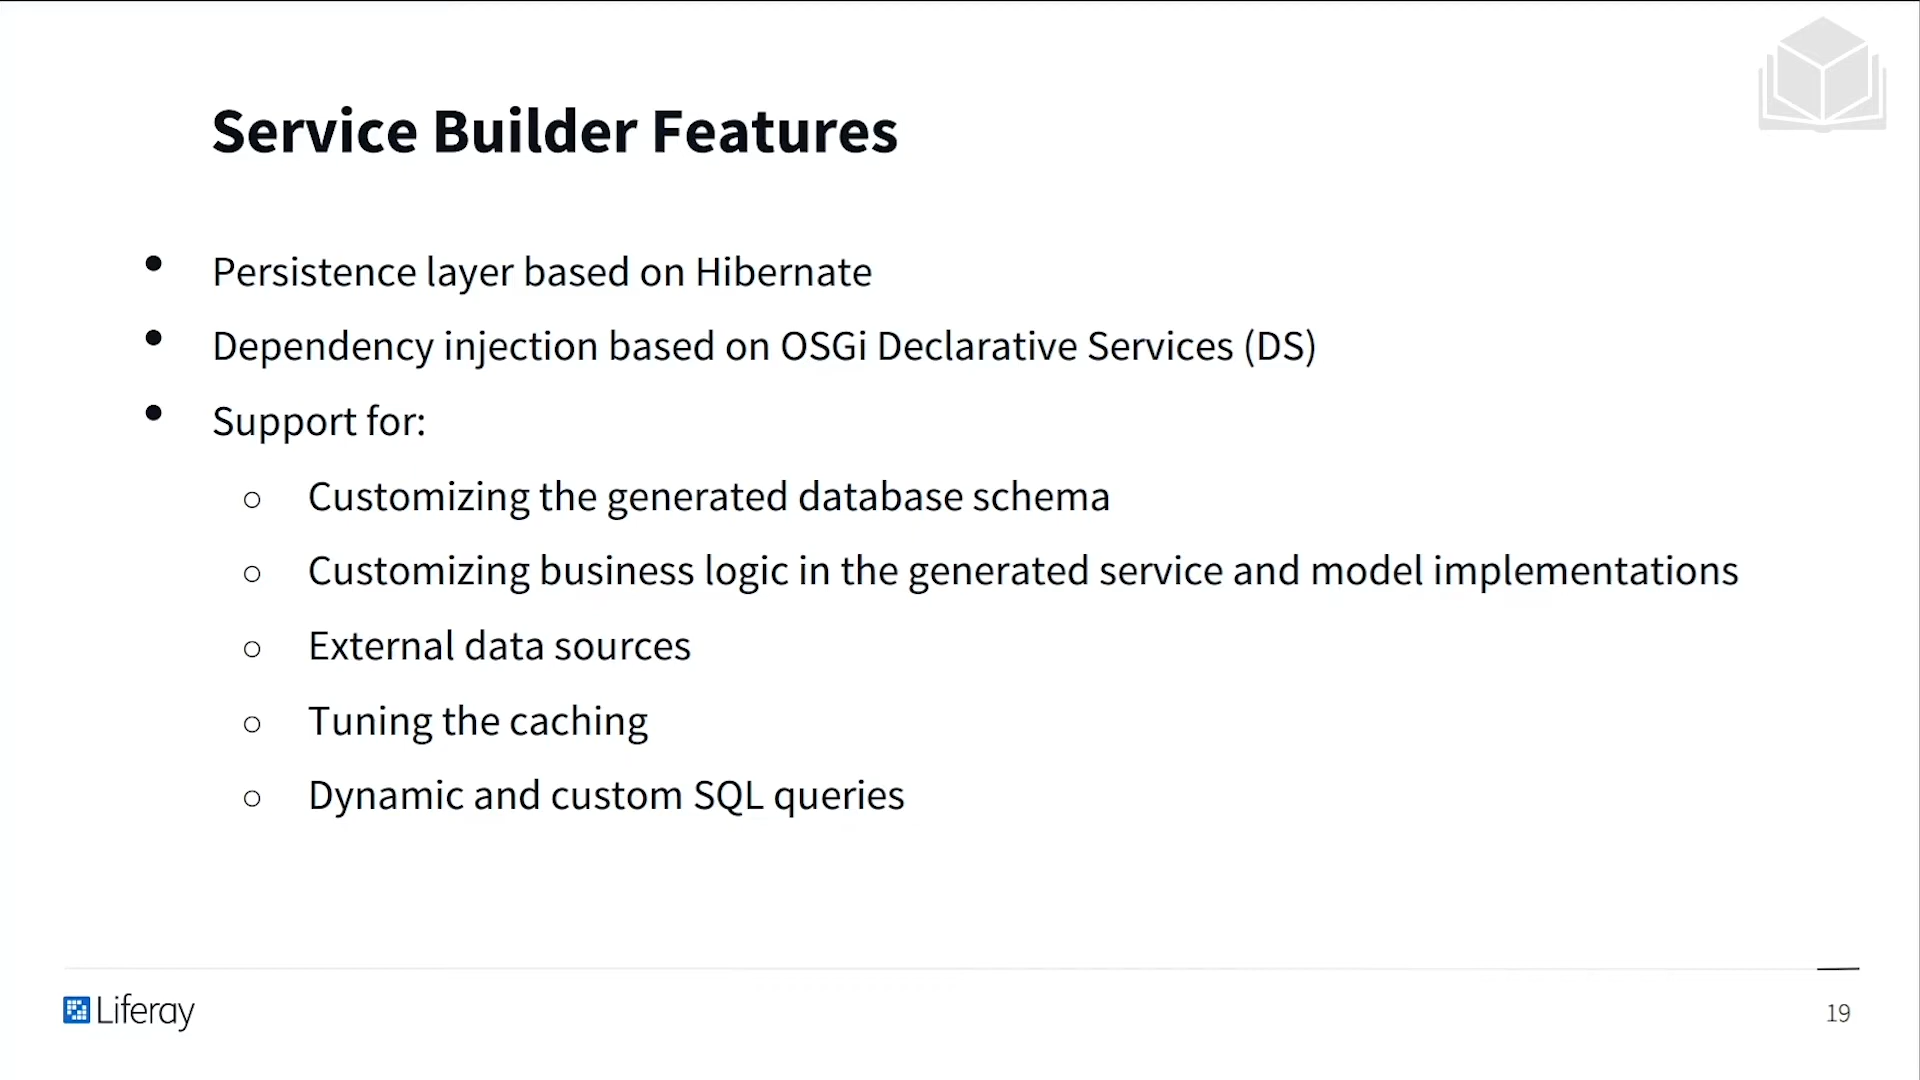 Service Builder Features
• Persistence layer based on Hibernate
• Dependency injection based on OSGi Declarative Services (DS)
• Support for:
○ Customizing the generated database schema
○ Customizing business logic in the generated service and model implementations
○ External data sources
○ Tuning the caching
○ Dynamic and custom SQL queries
Liferay
19